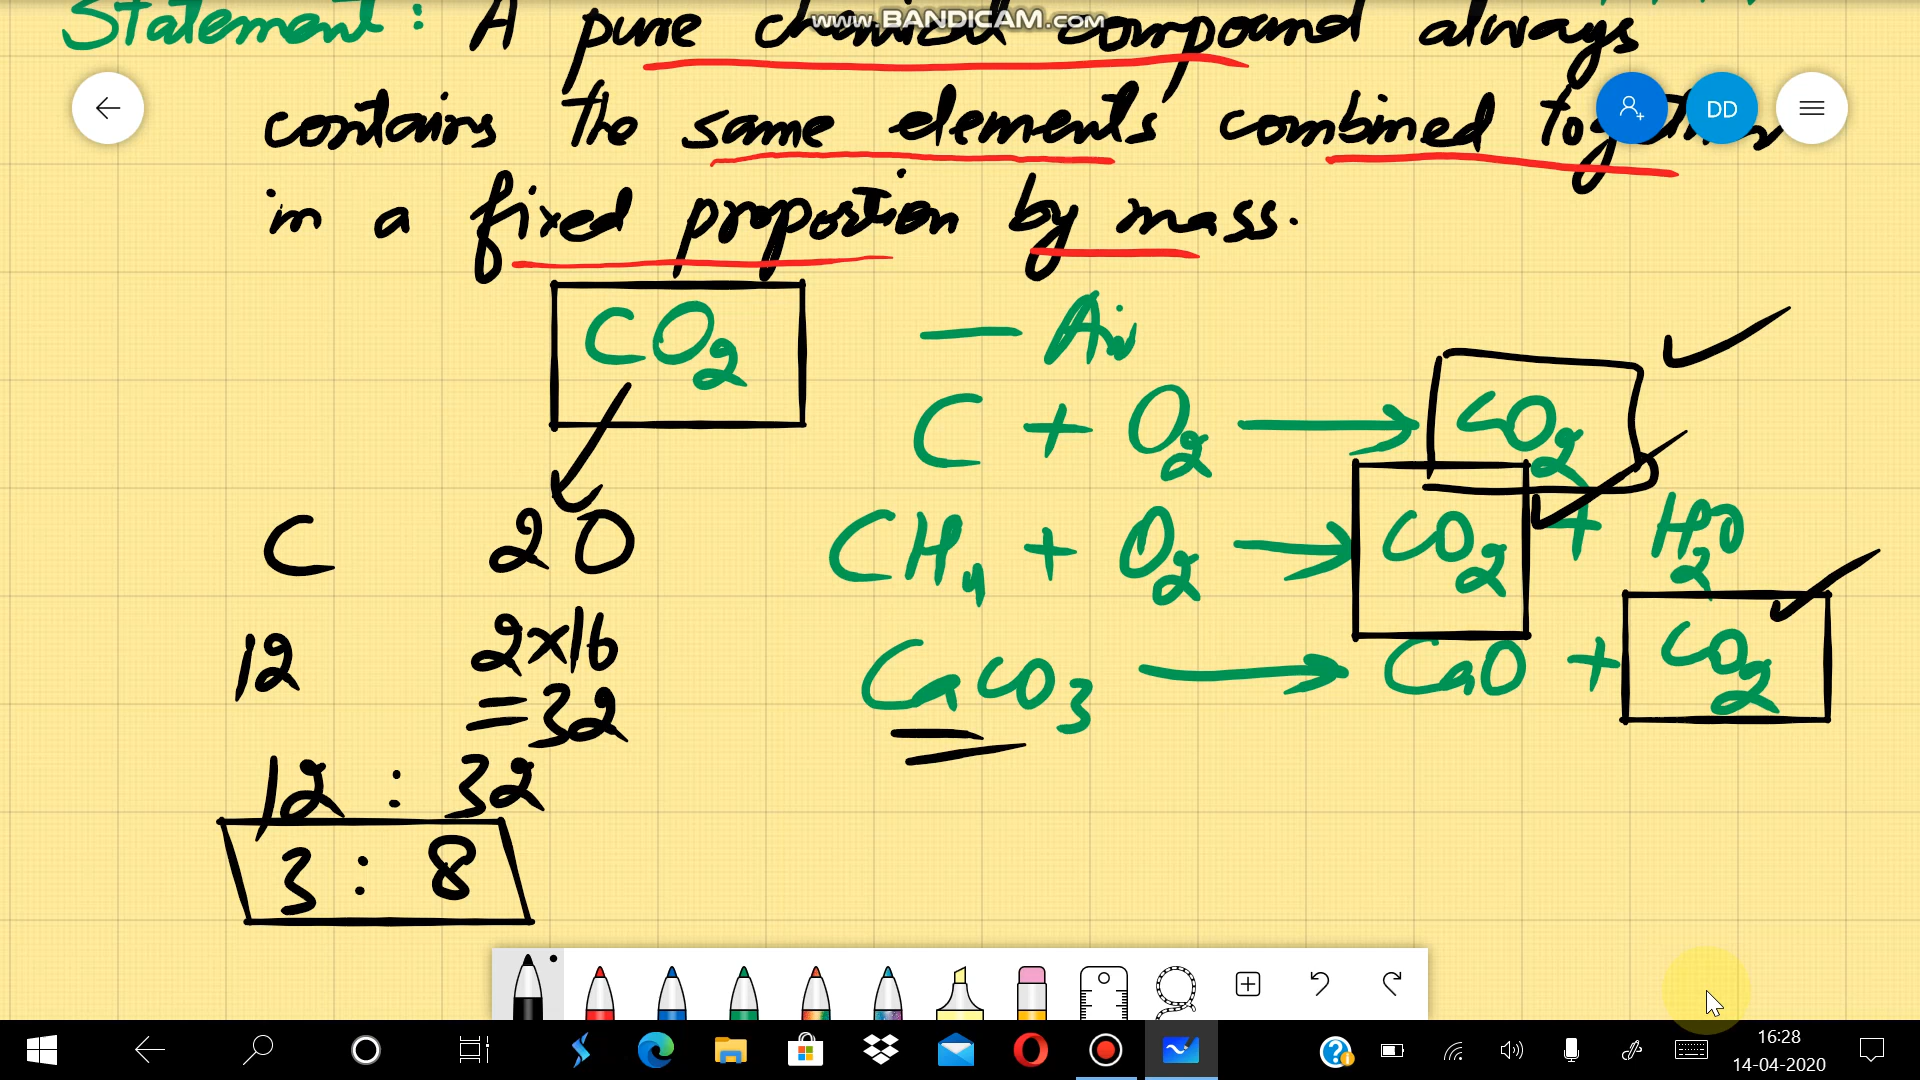 www.BANDICAM.com
Statement : A pure chemical compound always
contains the same elements combined together
in a fixed proportion by mass.
CO2 — Air
C + O2 → CO2
C 2 O
CH4 + O2 → CO2 + H2O
12 2×16
= 32
CaCO3 → CaO + CO2
12 : 32
3 : 8
DD
16:28
14-04-2020